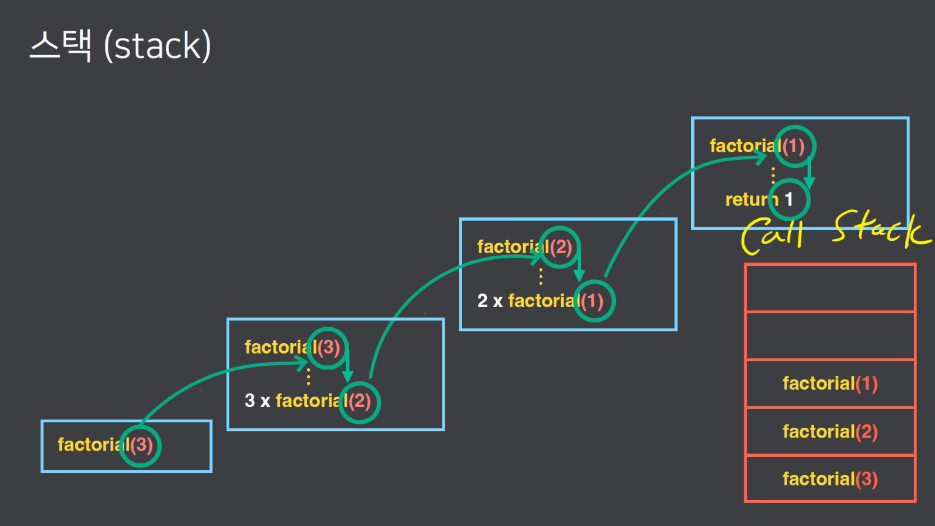 스택 (stack)
factorial(3)
factorial(3)
3 x factorial(2)
factorial(2)
2 x factorial(1)
factorial(1)
return 1
Call Stack
factorial(1)
factorial(2)
factorial(3)